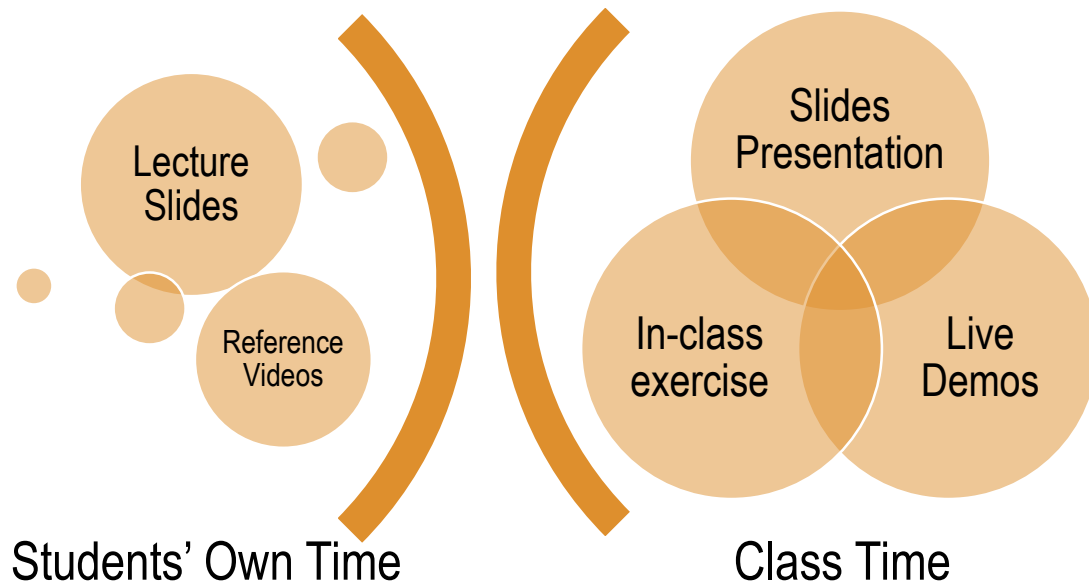 Lecture
Slides
Reference
Videos
Students’ Own Time
Slides
Presentation
In-class
exercise
Live
Demos
Class Time